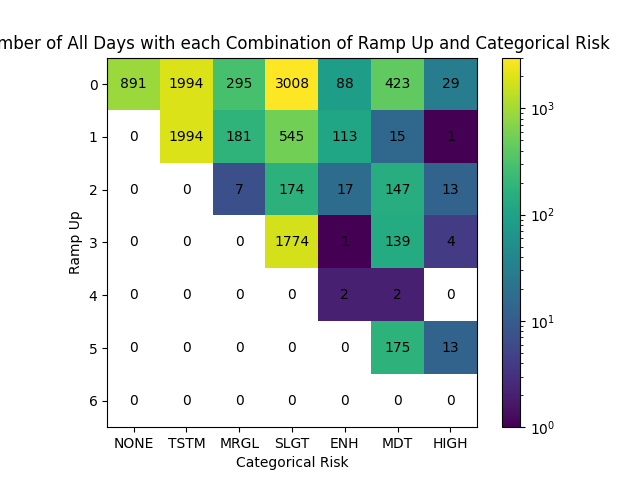 mber of All Days with each Combination of Ramp Up and Categorical Risk
0 891 1994 295 3008 88 423 29
1 0 1994 181 545 113 15 1
2 0 0 7 174 17 147 13
3 0 0 0 1774 1 139 4
4 0 0 0 0 2 2 0
5 0 0 0 0 0 175 13
6 0 0 0 0 0 0 0
NONE TSTM MRGL SLGT ENH MDT HIGH
Categorical Risk
Ramp Up
10³
10²
10¹
10⁰